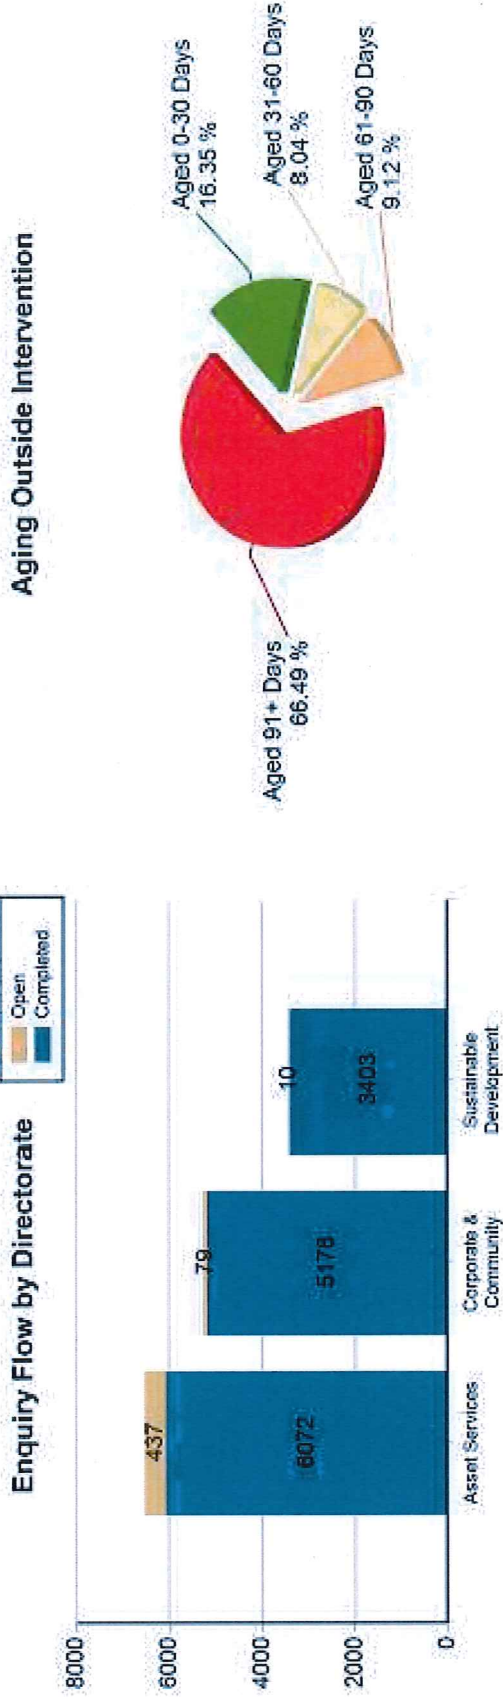 Enquiry Flow by Directorate
Open
Completed
8000
6000
4000
2000
0
437
6072
79
5178
10
3403
Asset Services
Corporate &
Community
Sustainable
Development
Aging Outside Intervention
Aged 0-30 Days
16.35 %
Aged 31-60 Days
8.04 %
Aged 61-90 Days
9.12 %
Aged 91+ Days
66.49 %